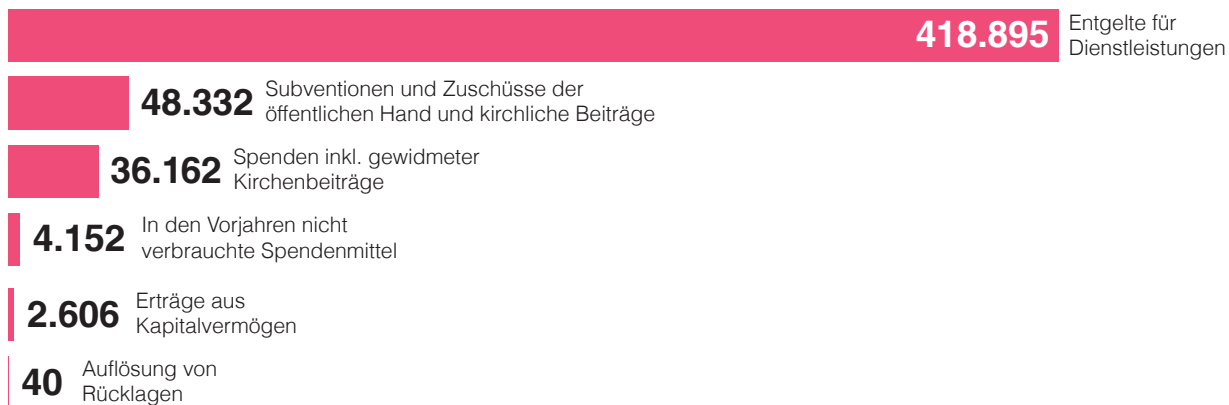 418.895 Entgelte für
Dienstleistungen
48.332 Subventionen und Zuschüsse der
öffentlichen Hand und kirchliche Beiträge
36.162 Spenden inkl. gewidmeter
Kirchenbeiträge
4.152 In den Vorjahren nicht
verbrauchte Spendenmittel
2.606 Erträge aus
Kapitalvermögen
40 Auflösung von
Rücklagen